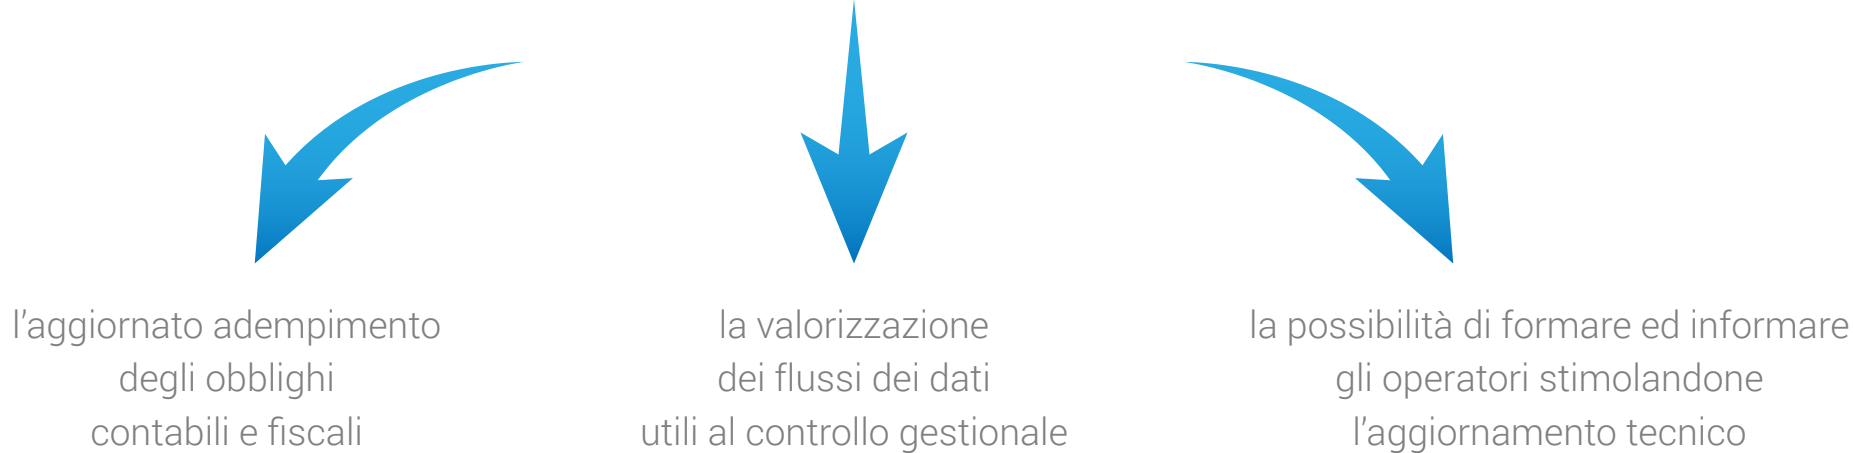 l’aggiornato adempimento
degli obblighi
contabili e fiscali
la valorizzazione
dei flussi dei dati
utili al controllo gestionale
la possibilità di formare ed informare
gli operatori stimolandone
l’aggiornamento tecnico